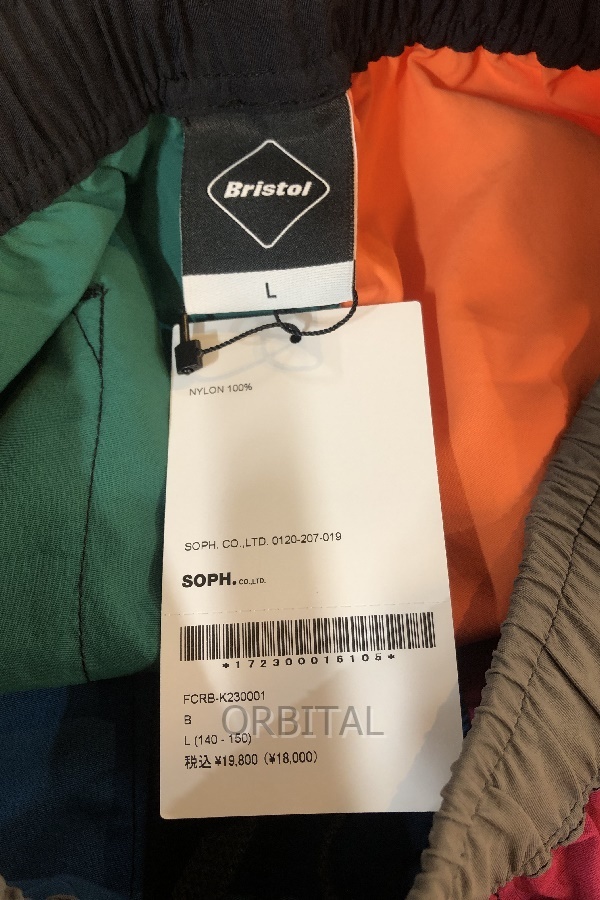 Bristol
L
NYLON 100%
SOPH. CO.,LTD. 0120-207-019
SOPH. CO.,LTD.
*172300016105*
FCRB-K230001
B
ORBITAL
L (140 - 150)
税込 ¥19,800 (¥18,000)